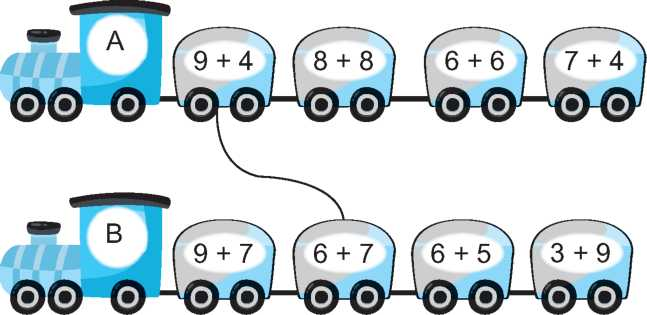 A 9 + 4 8 + 8 6 + 6 7 + 4
B 9 + 7 6 + 7 6 + 5 3 + 9